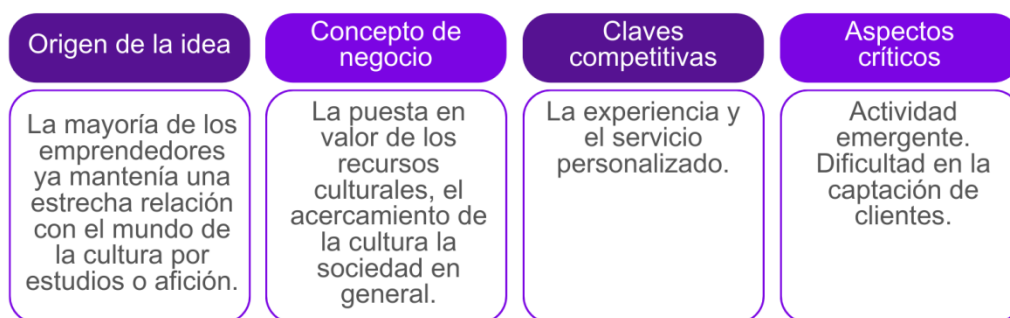 Origen de la idea
La mayoría de los
emprendedores
ya mantenía una
estrecha relación
con el mundo de
la cultura por
estudios o afición.
Concepto de
negocio
La puesta en
valor de los
recursos
culturales, el
acercamiento de
la cultura la
sociedad en
general.
Claves
competitivas
La experiencia y
el servicio
personalizado.
Aspectos
críticos
Actividad
emergente.
Dificultad en la
captación de
clientes.